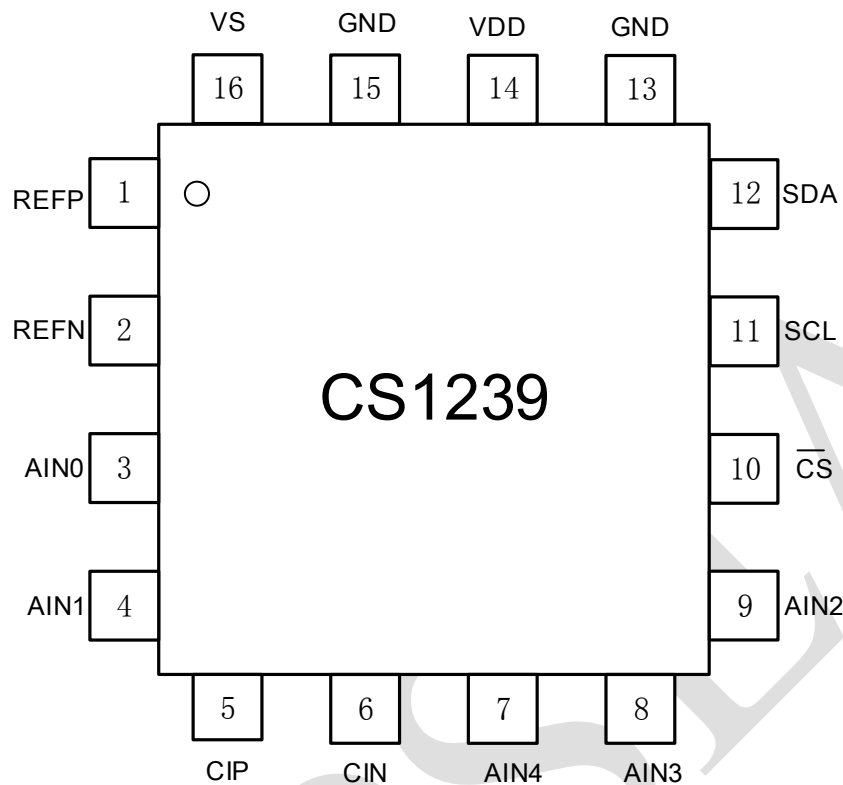 VS GND VDD GND
16 15 14 13
REFP 1 12 SDA
REFN 2 11 SCL
CS1239
AIN0 3 10 C̅S̅
AIN1 4 9 AIN2
5 6 7 8
CIP CIN AIN4 AIN3